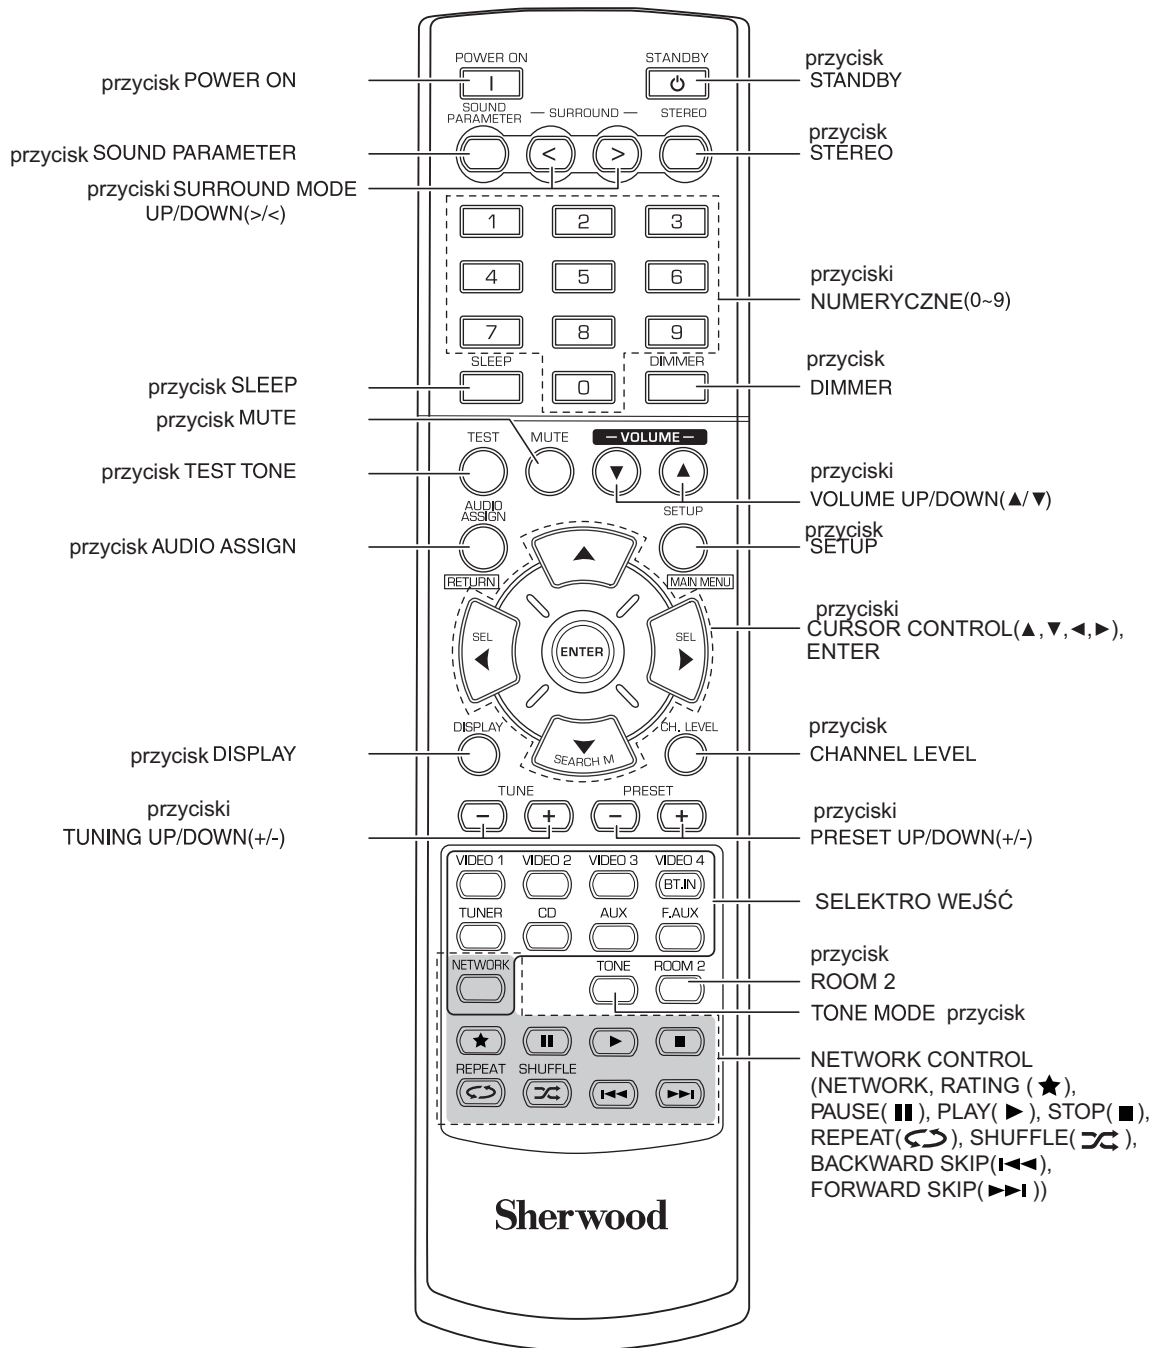 POWER ON STANDBY
przycisk POWER ON
przycisk
STANDBY
SOUND
PARAMETER
— SURROUND —
STEREO
przycisk SOUND PARAMETER
< >
przycisk
STEREO
przyciski SURROUND MODE
UP/DOWN(>/<)
1 2 3
4 5 6
7 8 9
przyciski
NUMERYCZNE(0~9)
SLEEP
0
DIMMER
przycisk SLEEP
przycisk
DIMMER
przycisk MUTE
TEST MUTE — VOLUME —
▼ ▲
przycisk TEST TONE
przyciski
VOLUME UP/DOWN(▲/▼)
AUDIO
ASSIGN
SETUP
przycisk AUDIO ASSIGN
przycisk
SETUP
RETURN
MAIN MENU
▲
SEL
◀
ENTER
SEL
▶
▼
SEARCH M
przyciski
CURSOR CONTROL(▲,▼,◄,►),
ENTER
DISPLAY
CH. LEVEL
przycisk DISPLAY
przycisk
CHANNEL LEVEL
TUNE PRESET
− + − +
przyciski
TUNING UP/DOWN(+/-)
przyciski
PRESET UP/DOWN(+/-)
VIDEO 1 VIDEO 2 VIDEO 3 VIDEO 4
BT.IN
TUNER CD AUX F.AUX
SELEKTRO WEJŚĆ
NETWORK TONE ROOM 2
przycisk
ROOM 2
TONE MODE przycisk
REPEAT SHUFFLE
NETWORK CONTROL
(NETWORK, RATING ( ★ ),
PAUSE( ❚❚ ), PLAY( ► ), STOP( ■ ),
REPEAT( ), SHUFFLE( ),
BACKWARD SKIP(I◄◄),
FORWARD SKIP( ►►I ))
Sherwood